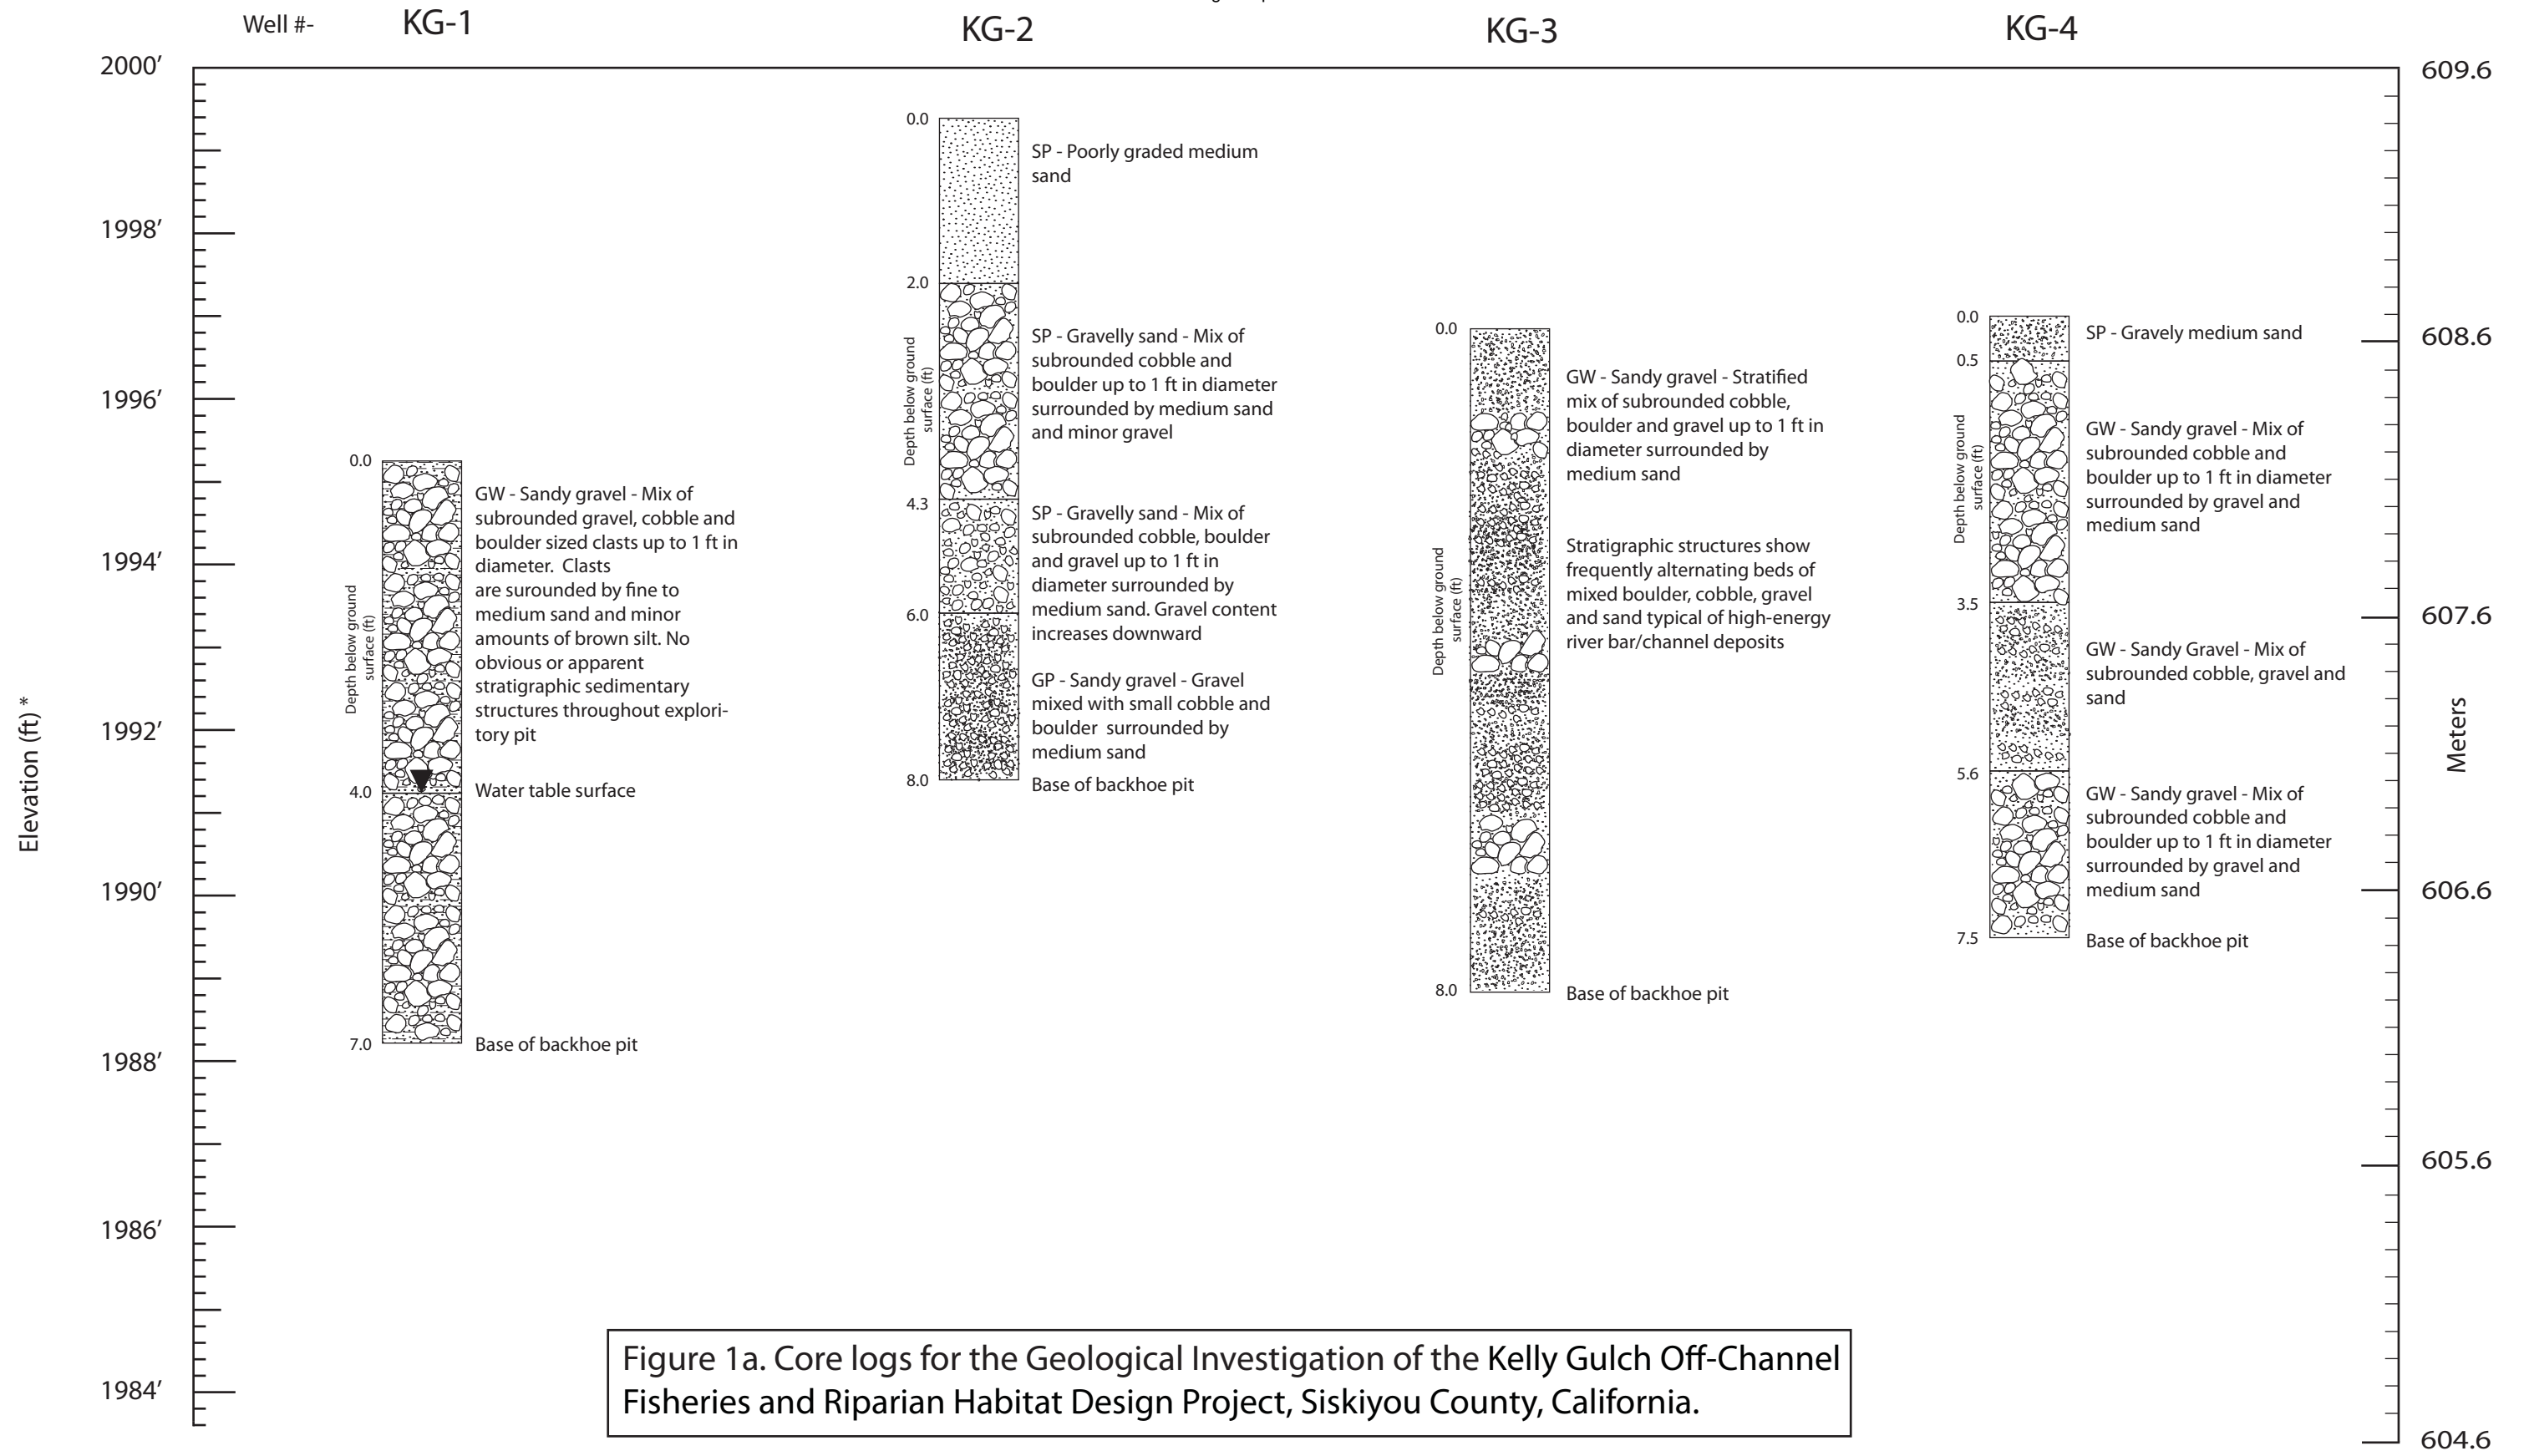 Well #-
KG-1
KG-2
KG-3
KG-4
2000’
1998’
1996’
1994’
1992’
1990’
1988’
1986’
1984’
Elevation (ft) *
0.0
4.0
7.0
Depth below ground
surface (ft)
GW - Sandy gravel - Mix of
subrounded gravel, cobble and
boulder sized clasts up to 1 ft in
diameter.  Clasts
are surounded by fine to
medium sand and minor
amounts of brown silt. No
obvious or apparent
stratigraphic sedimentary
structures throughout explori-
tory pit
Water table surface
Base of backhoe pit
0.0
2.0
4.3
6.0
8.0
Depth below ground
surface (ft)
SP - Poorly graded medium
sand
SP - Gravelly sand - Mix of
subrounded cobble and
boulder up to 1 ft in diameter
surrounded by medium sand
and minor gravel
SP - Gravelly sand - Mix of
subrounded cobble, boulder
and gravel up to 1 ft in
diameter surrounded by
medium sand. Gravel content
increases downward
GP - Sandy gravel - Gravel
mixed with small cobble and
boulder  surrounded by
medium sand
Base of backhoe pit
0.0
8.0
Depth below ground
surface (ft)
GW - Sandy gravel - Stratified
mix of subrounded cobble,
boulder and gravel up to 1 ft in
diameter surrounded by
medium sand
Stratigraphic structures show
frequently alternating beds of
mixed boulder, cobble, gravel
and sand typical of high-energy
river bar/channel deposits
Base of backhoe pit
0.0
0.5
3.5
5.6
7.5
Depth below ground
surface (ft)
SP - Gravely medium sand
GW - Sandy gravel - Mix of
subrounded cobble and
boulder up to 1 ft in diameter
surrounded by gravel and
medium sand
GW - Sandy Gravel - Mix of
subrounded cobble, gravel and
sand
GW - Sandy gravel - Mix of
subrounded cobble and
boulder up to 1 ft in diameter
surrounded by gravel and
medium sand
Base of backhoe pit
609.6
608.6
607.6
606.6
605.6
604.6
Meters
Figure 1a. Core logs for the Geological Investigation of the Kelly Gulch Off-Channel
Fisheries and Riparian Habitat Design Project, Siskiyou County, California.